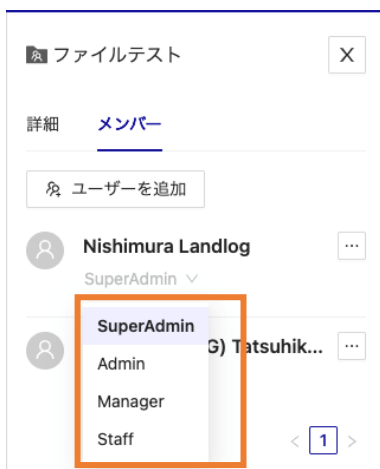 ファイルテスト
X
詳細 メンバー
ユーザーを追加
Nishimura Landlog
...
SuperAdmin
SuperAdmin
G) Tatsuhik...
...
Admin
Manager
Staff
< 1 >